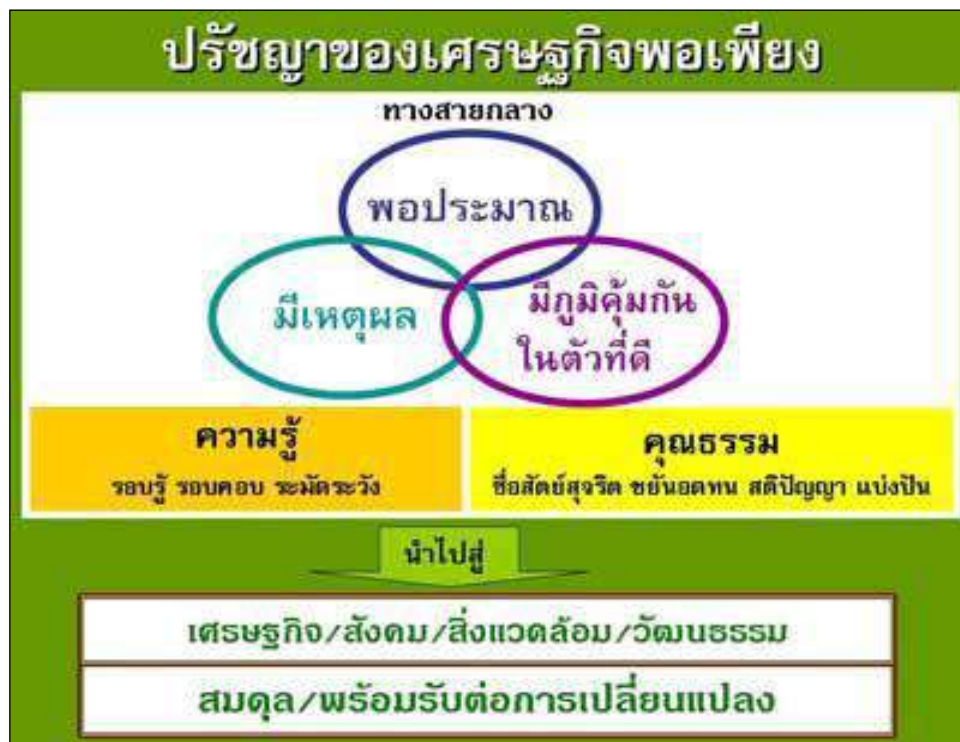 ปรัชญาของเศรษฐกิจพอเพียง
ทางสายกลาง
พอประมาณ
มีเหตุผล
มีภูมิคุ้มกัน
ในตัวที่ดี
ความรู้
รอบรู้ รอบคอบ ระมัดระวัง
คุณธรรม
ซื่อสัตย์สุจริต ขยันอดทน สติปัญญา แบ่งปัน
นำไปสู่
เศรษฐกิจ/สังคม/สิ่งแวดล้อม/วัฒนธรรม
สมดุล/พร้อมรับต่อการเปลี่ยนแปลง